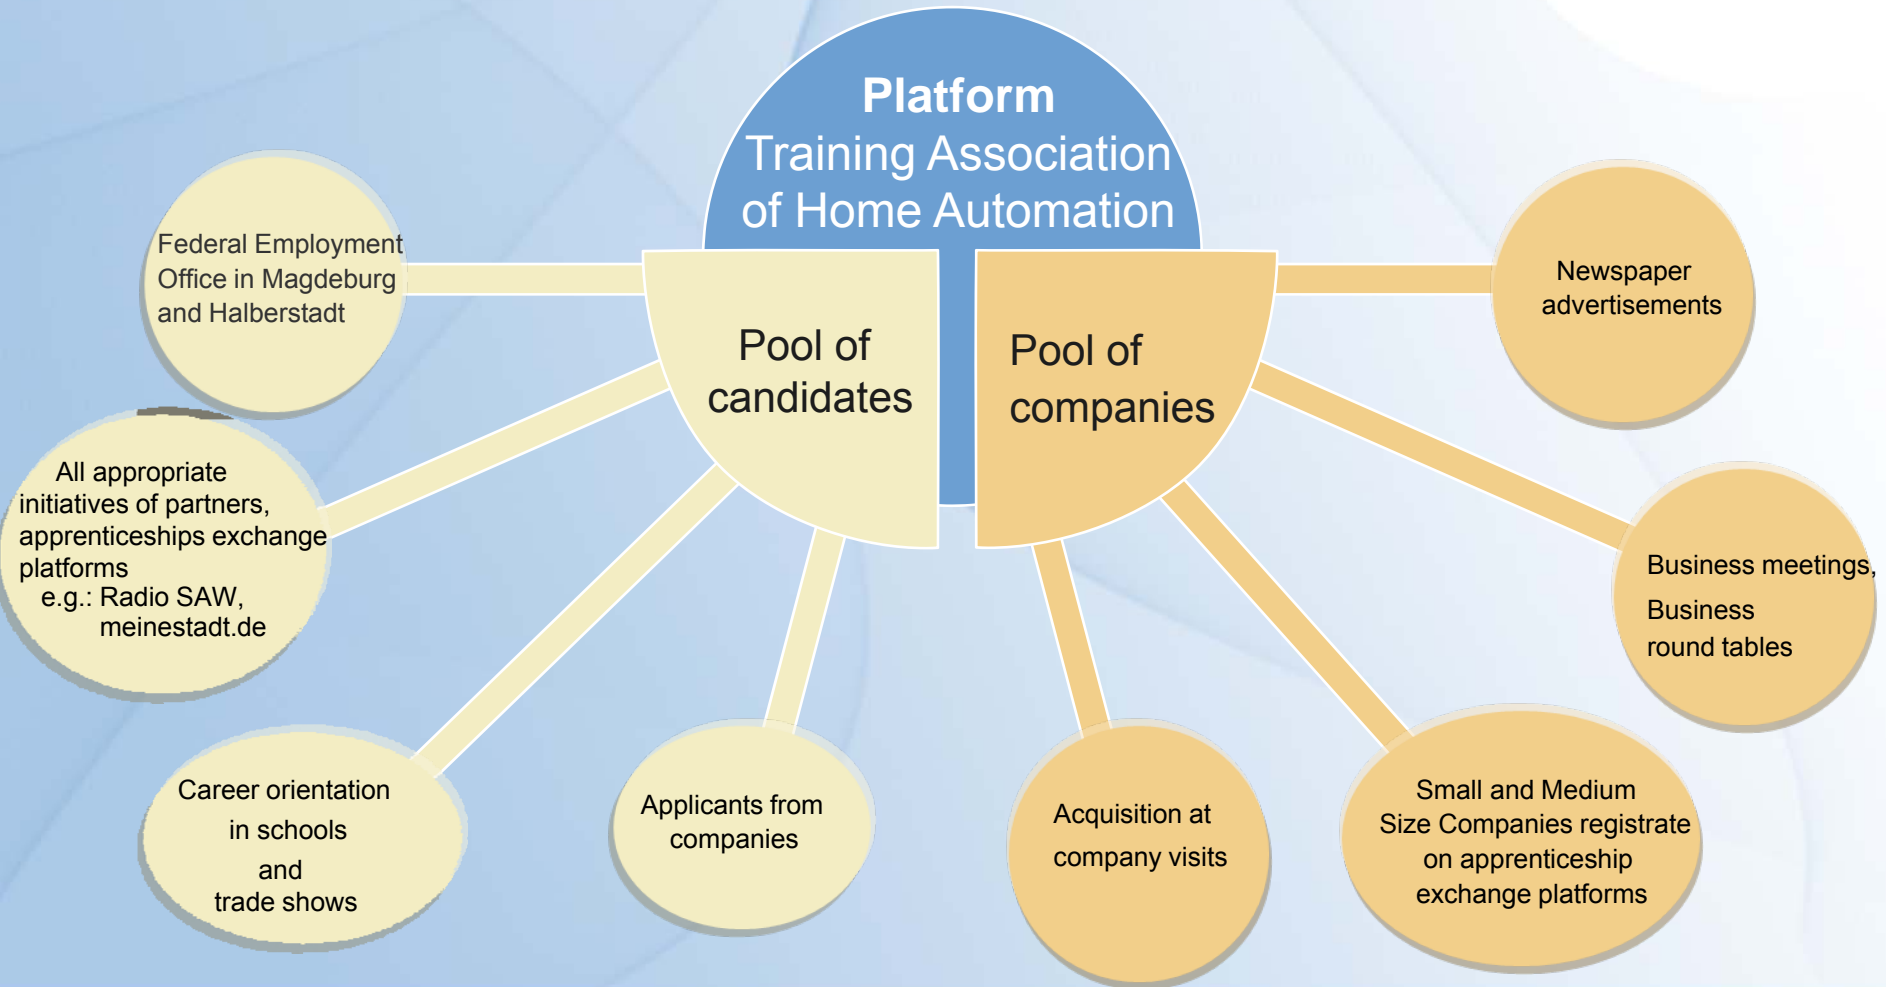 Platform
Training Association
of Home Automation
Pool of
candidates
Pool of
companies
Federal Employment
Office in Magdeburg
and Halberstadt
All appropriate
initiatives of partners,
apprenticeships exchange
platforms
e.g.: Radio SAW,
meinestadt.de
Career orientation
in schools
and
trade shows
Applicants from
companies
Acquisition at
company visits
Small and Medium
Size Companies registrate
on apprenticeship
exchange platforms
Business meetings,
Business
round tables
Newspaper
advertisements